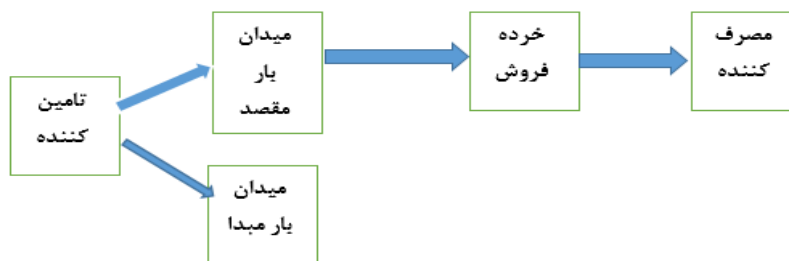 تامین
کننده
میدان
بار
مقصد
میدان
بار مبدا
خرده
فروش
مصرف
کننده